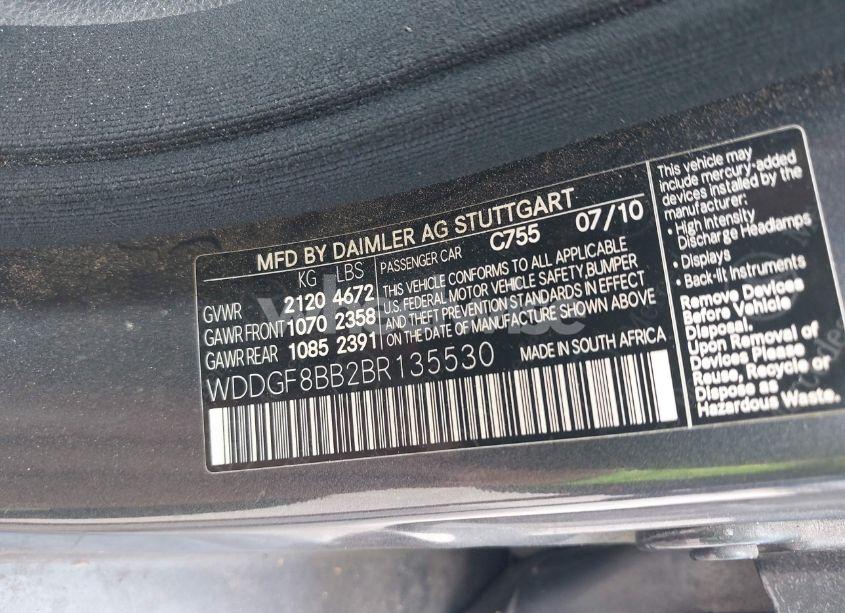 MFD BY DAIMLER AG STUTTGART
KG LBS
GVWR 2120 4672
GAWR FRONT 1070 2358
GAWR REAR 1085 2391
PASSENGER CAR C755 07/10
THIS VEHICLE CONFORMS TO ALL APPLICABLE
U.S. FEDERAL MOTOR VEHICLE SAFETY BUMPER
AND THEFT PREVENTION STANDARDS IN EFFECT
ON THE DATE OF MANUFACTURE SHOWN ABOVE
WDDGF8BB2BR135530
MADE IN SOUTH AFRICA
This vehicle may
include mercury-added
devices installed by the
manufacturer:
• High Intensity
Discharge Headlamps
• Displays
• Back-lit Instruments
Remove Devices
Before Vehicle
Disposal.
Upon Removal of
Devices, Please
Reuse, Recycle or
Dispose as
Hazardous Waste.